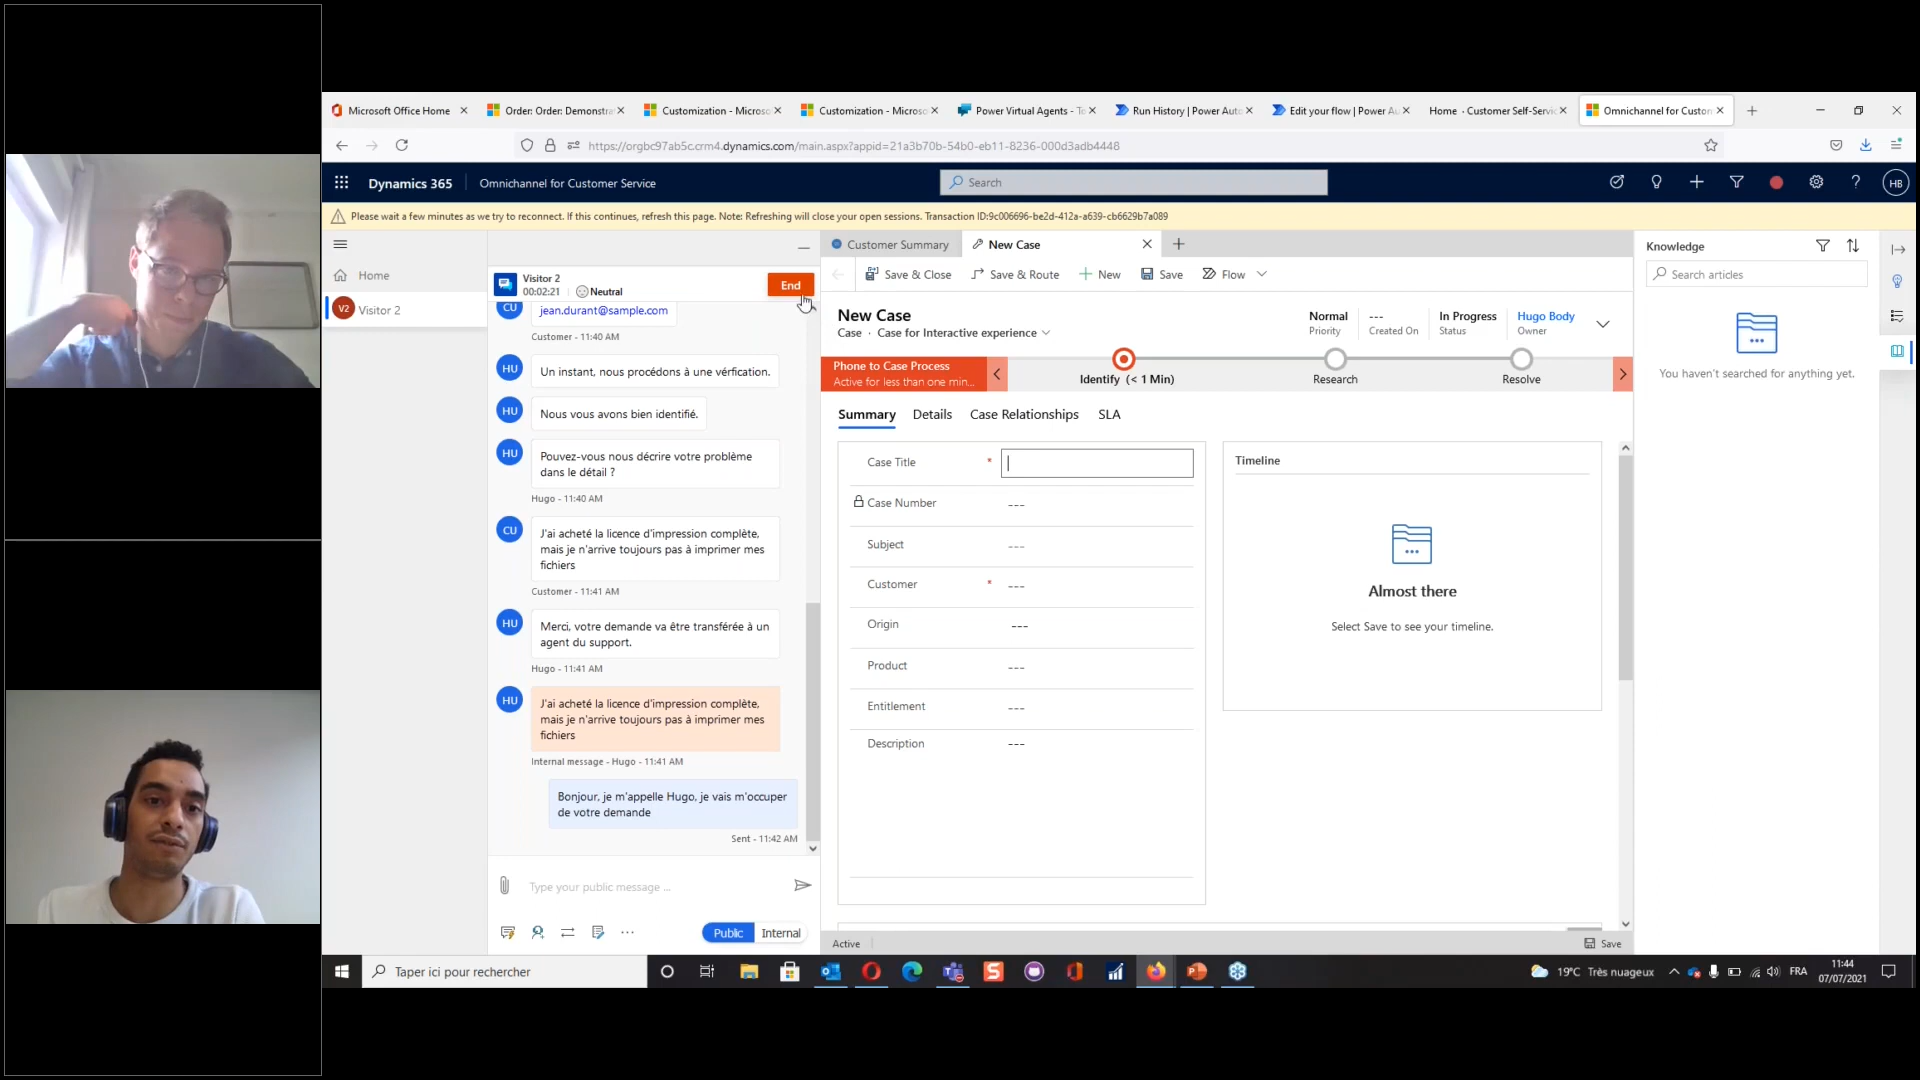 Microsoft Office Home
Order: Order: Demonstra
Customization - Microso
Customization - Microso
Power Virtual Agents - To
Run History | Power Auto
Edit your flow | Power Au
Home - Customer Self-Servic
Omnichannel for Custom
https://orgbc97ab5c.crm4.dynamics.com/main.aspx?appid=21a3b70b-54b0-eb11-8236-000d3adb4448
Dynamics 365
Omnichannel for Customer Service
Search
HB
Please wait a few minutes as we try to reconnect. If this continues, refresh this page. Note: Refreshing will close your open sessions. Transaction ID:9c006696-be2d-412a-a639-cb6629b7a089
Home
V2 Visitor 2
Visitor 2
00:02:21
Neutral
End
CU
jean.durant@sample.com
Customer - 11:40 AM
HU
Un instant, nous procédons à une vérfication.
HU
Nous vous avons bien identifié.
HU
Pouvez-vous nous décrire votre problème
dans le détail ?
Hugo - 11:40 AM
CU
J'ai acheté la licence d'impression complète,
mais je n'arrive toujours pas à imprimer mes
fichiers
Customer - 11:41 AM
HU
Merci, votre demande va être transférée à un
agent du support.
Hugo - 11:41 AM
HU
J'ai acheté la licence d'impression complète,
mais je n'arrive toujours pas à imprimer mes
fichiers
Internal message - Hugo - 11:41 AM
Bonjour, je m'appelle Hugo, je vais m'occuper
de votre demande
Sent - 11:42 AM
Type your public message ...
Public
Internal
Customer Summary
New Case
Save & Close
Save & Route
New
Save
Flow
New Case
Case · Case for Interactive experience
Normal
Priority
---
Created On
In Progress
Status
Hugo Body
Owner
Phone to Case Process
Active for less than one min...
Identify (< 1 Min)
Research
Resolve
Summary
Details
Case Relationships
SLA
Case Title *
Case Number ---
Subject ---
Customer * ---
Origin ---
Product ---
Entitlement ---
Description ---
Timeline
Almost there
Select Save to see your timeline.
Active
Save
Knowledge
Search articles
You haven't searched for anything yet.
Taper ici pour rechercher
19°C Très nuageux
FRA
11:44
07/07/2021